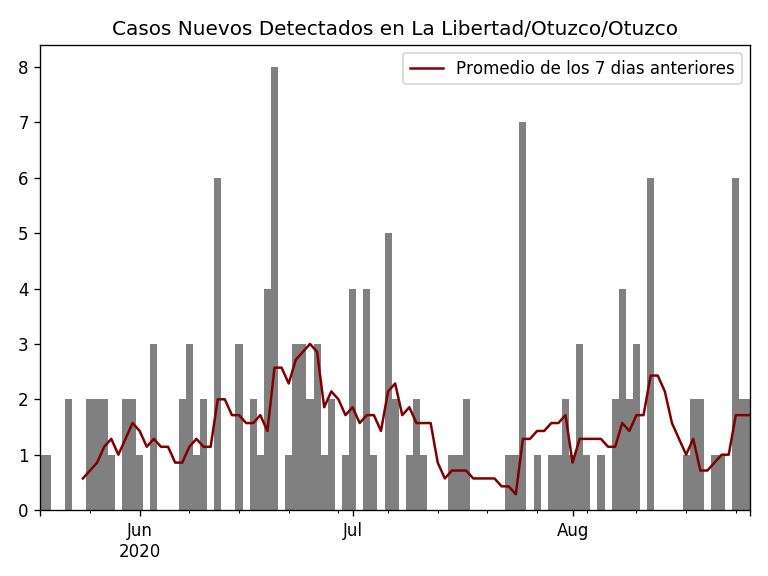 Casos Nuevos Detectados en La Libertad/Otuzco/Otuzco
Promedio de los 7 dias anteriores
8
7
6
5
4
3
2
1
0
Jun
2020
Jul
Aug